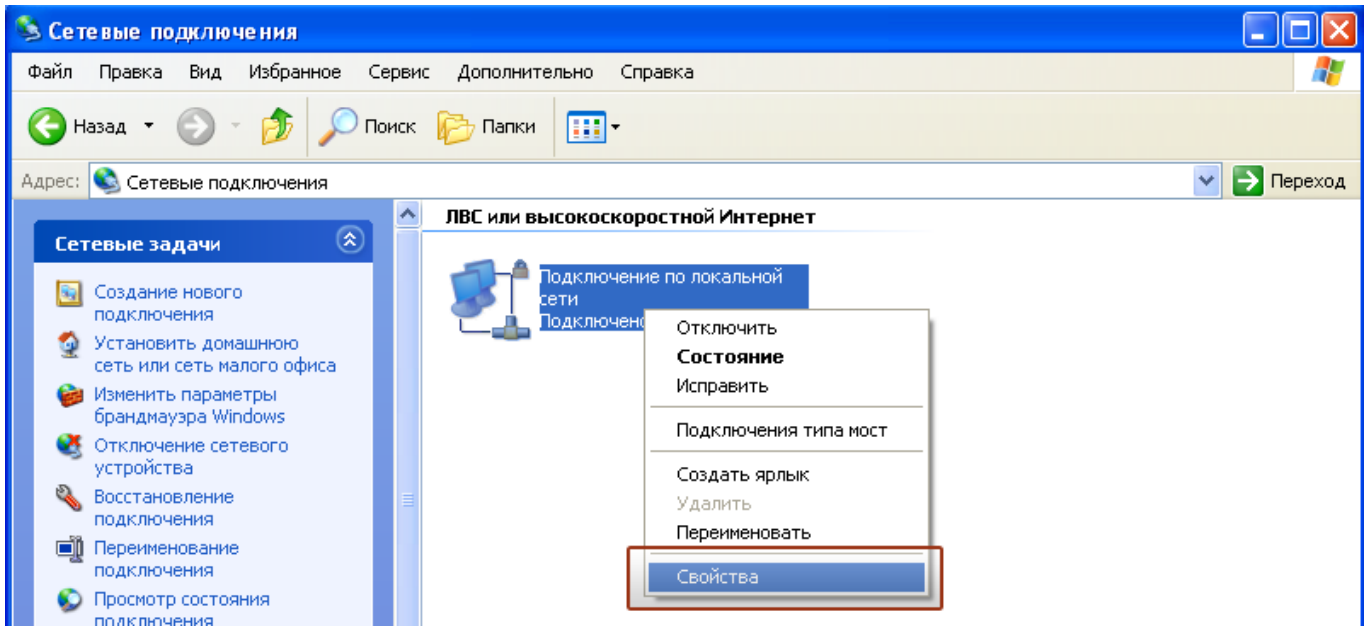 Сетевые подключения
Файл Правка Вид Избранное Сервис Дополнительно Справка
Назад Поиск Папки
Адрес: Сетевые подключения Переход
Сетевые задачи
Создание нового
подключения
Установить домашнюю
сеть или сеть малого офиса
Изменить параметры
брандмауэра Windows
Отключение сетевого
устройства
Восстановление
подключения
Переименование
подключения
Просмотр состояния
подключения
ЛВС или высокоскоростной Интернет
Подключение по локальной
сети
Подключено
Отключить
Состояние
Исправить
Подключения типа мост
Создать ярлык
Удалить
Переименовать
Свойства